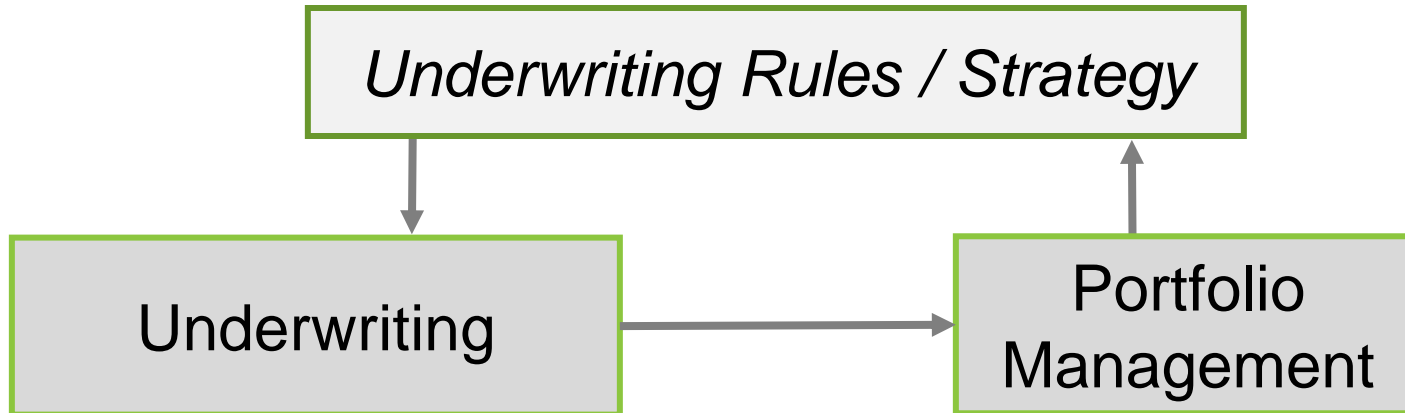 Underwriting Rules / Strategy
Underwriting
Portfolio
Management